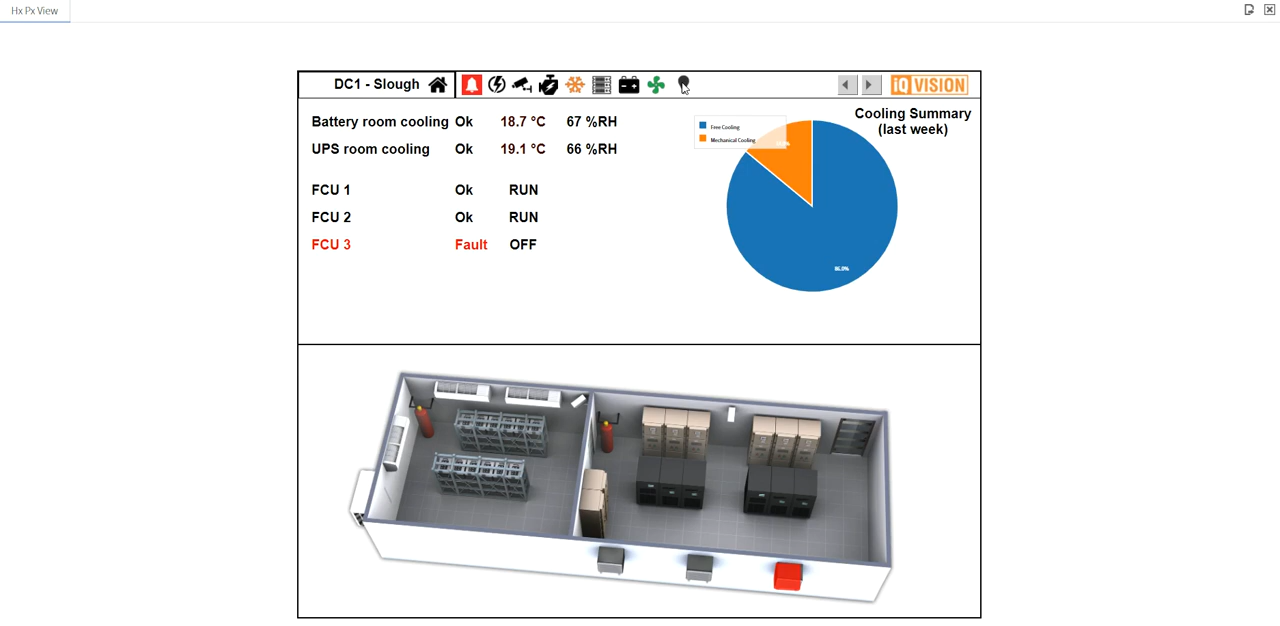 Hx Px View
DC1 - Slough
iQ VISION
Battery room cooling Ok 18.7 °C 67 %RH
UPS room cooling Ok 19.1 °C 66 %RH
FCU 1 Ok RUN
FCU 2 Ok RUN
FCU 3 Fault OFF
Cooling Summary
(last week)
Free Cooling
Mechanical Cooling
86.0%